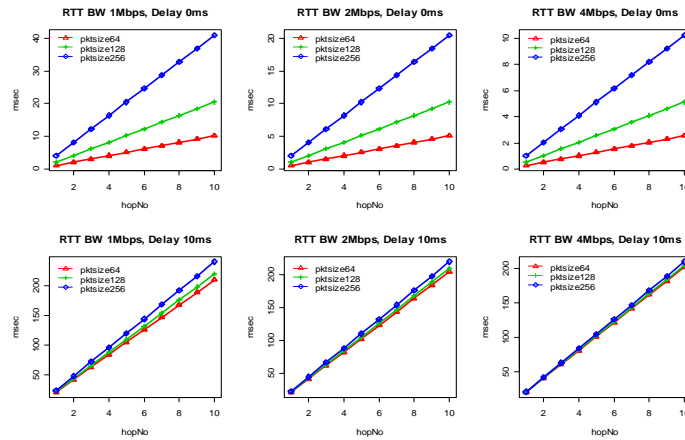 RTT BW 1Mbps, Delay 0ms
RTT BW 2Mbps, Delay 0ms
RTT BW 4Mbps, Delay 0ms
msec
0 10 20 30 40
pktsize64
pktsize128
pktsize256
2 4 6 8 10
hopNo
msec
0 5 10 15 20
pktsize64
pktsize128
pktsize256
2 4 6 8 10
hopNo
msec
0 2 4 6 8 10
pktsize64
pktsize128
pktsize256
2 4 6 8 10
hopNo
RTT BW 1Mbps, Delay 10ms
RTT BW 2Mbps, Delay 10ms
RTT BW 4Mbps, Delay 10ms
msec
50 100 150 200
pktsize64
pktsize128
pktsize256
2 4 6 8 10
hopNo
msec
50 100 150 200
pktsize64
pktsize128
pktsize256
2 4 6 8 10
hopNo
msec
50 100 150 200
pktsize64
pktsize128
pktsize256
2 4 6 8 10
hopNo